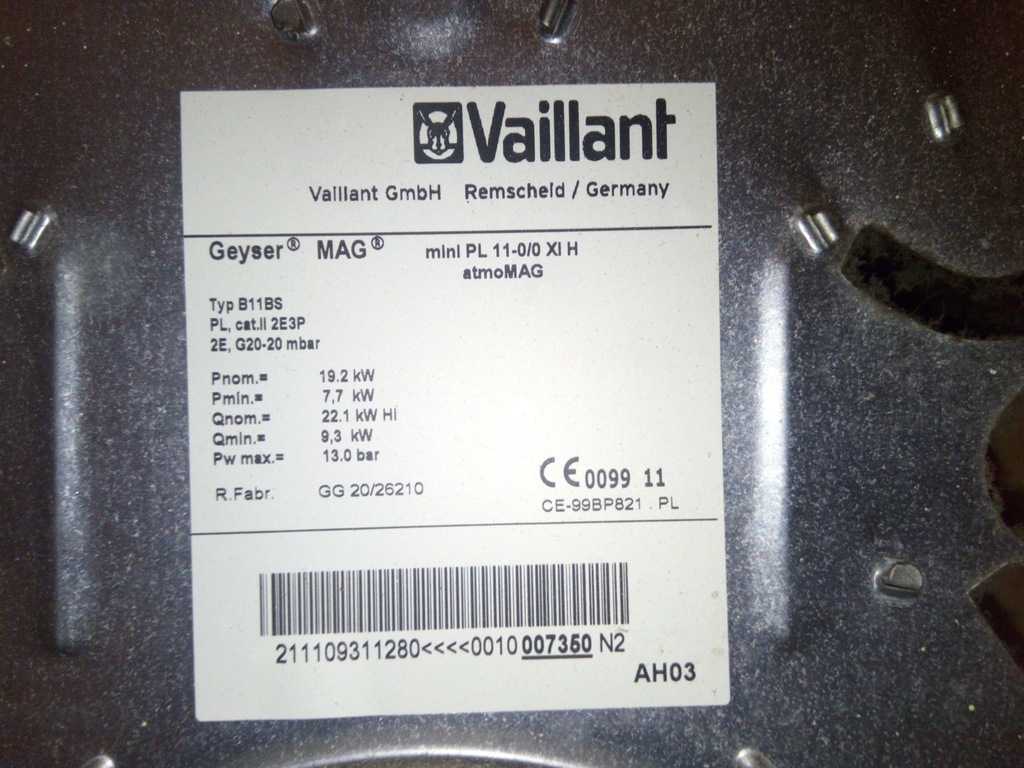 Vaillant
Vaillant GmbH Remscheid / Germany
Geyser® MAG® mini PL 11-0/0 XI H
atmoMAG
Typ B11BS
PL, cat.II 2E3P
2E, G20-20 mbar
Pnom.= 19.2 kW
Pmin.= 7,7 kW
Qnom.= 22.1 kW Hi
Qmin.= 9,3 kW
Pw max.= 13.0 bar
R.Fabr. GG 20/26210
CE 0099 11
CE-99BP821 . PL
211109311280<<<<0010007350 N2
AH03